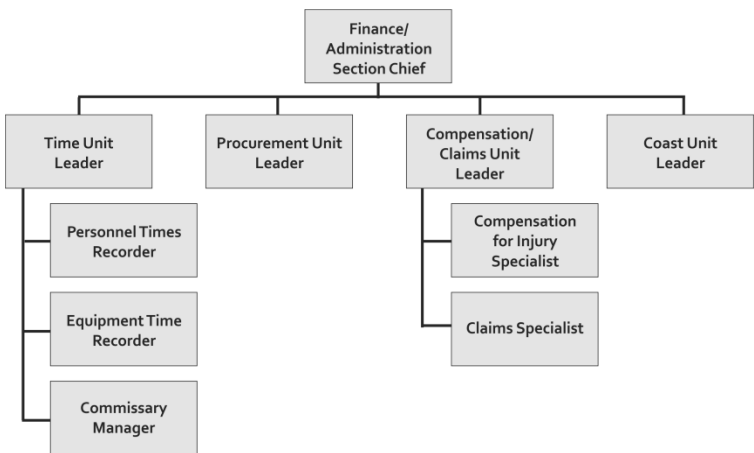 Finance/
Administration
Section Chief
Time Unit
Leader
Procurement Unit
Leader
Compensation/
Claims Unit
Leader
Coast Unit
Leader
Personnel Times
Recorder
Compensation
for Injury
Specialist
Equipment Time
Recorder
Claims Specialist
Commissary
Manager